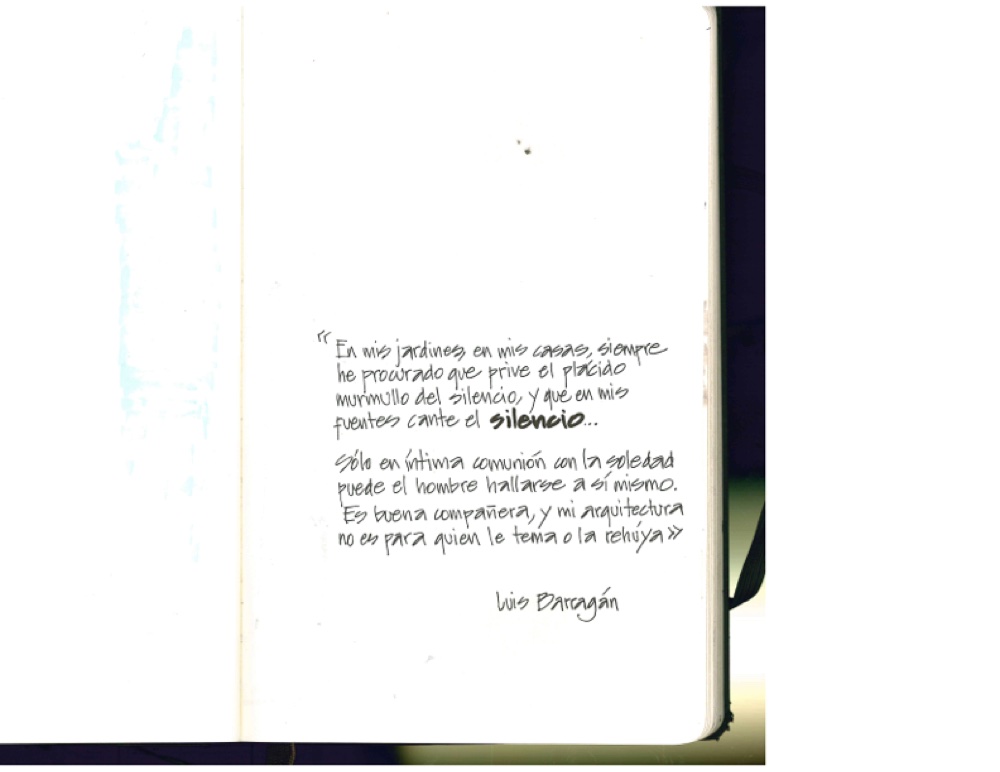 “En mis jardines, en mis casas, siempre
he procurado que prive el plácido
murmullo del silencio, y que en mis
fuentes cante el silencio...
Sólo en íntima comunión con la soledad
puede el hombre hallarse a sí mismo.
Es buena compañera, y mi arquitectura
no es para quien le tema o la rehúya»
Luis Barragán